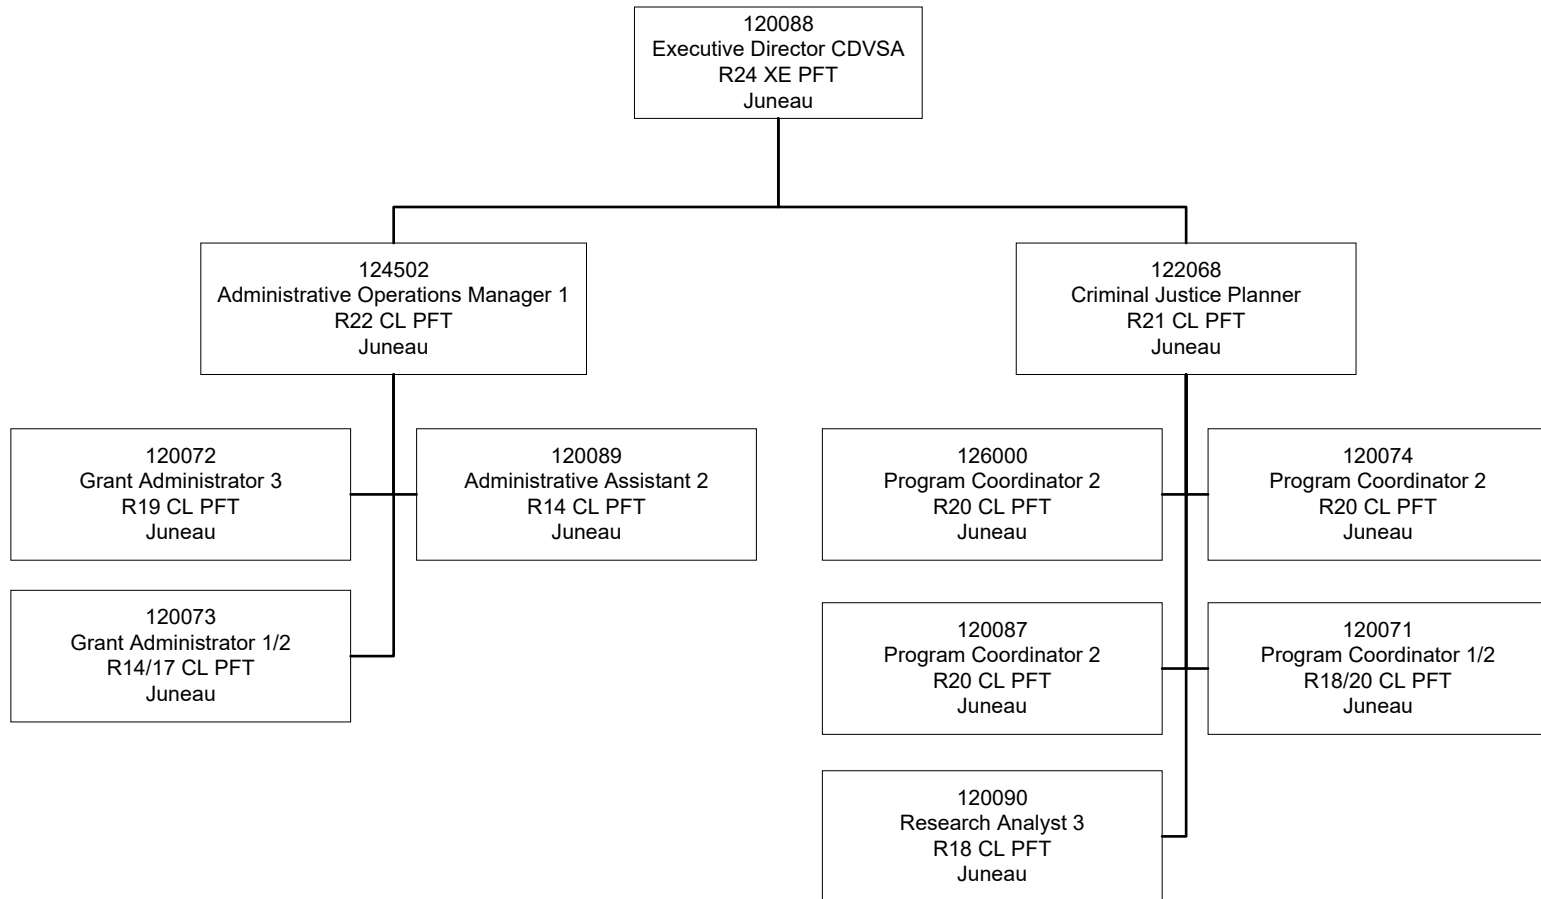 120088
Executive Director CDVSA
R24 XE PFT
Juneau
124502
Administrative Operations Manager 1
R22 CL PFT
Juneau
122068
Criminal Justice Planner
R21 CL PFT
Juneau
120072
Grant Administrator 3
R19 CL PFT
Juneau
120089
Administrative Assistant 2
R14 CL PFT
Juneau
126000
Program Coordinator 2
R20 CL PFT
Juneau
120074
Program Coordinator 2
R20 CL PFT
Juneau
120073
Grant Administrator 1/2
R14/17 CL PFT
Juneau
120087
Program Coordinator 2
R20 CL PFT
Juneau
120071
Program Coordinator 1/2
R18/20 CL PFT
Juneau
120090
Research Analyst 3
R18 CL PFT
Juneau